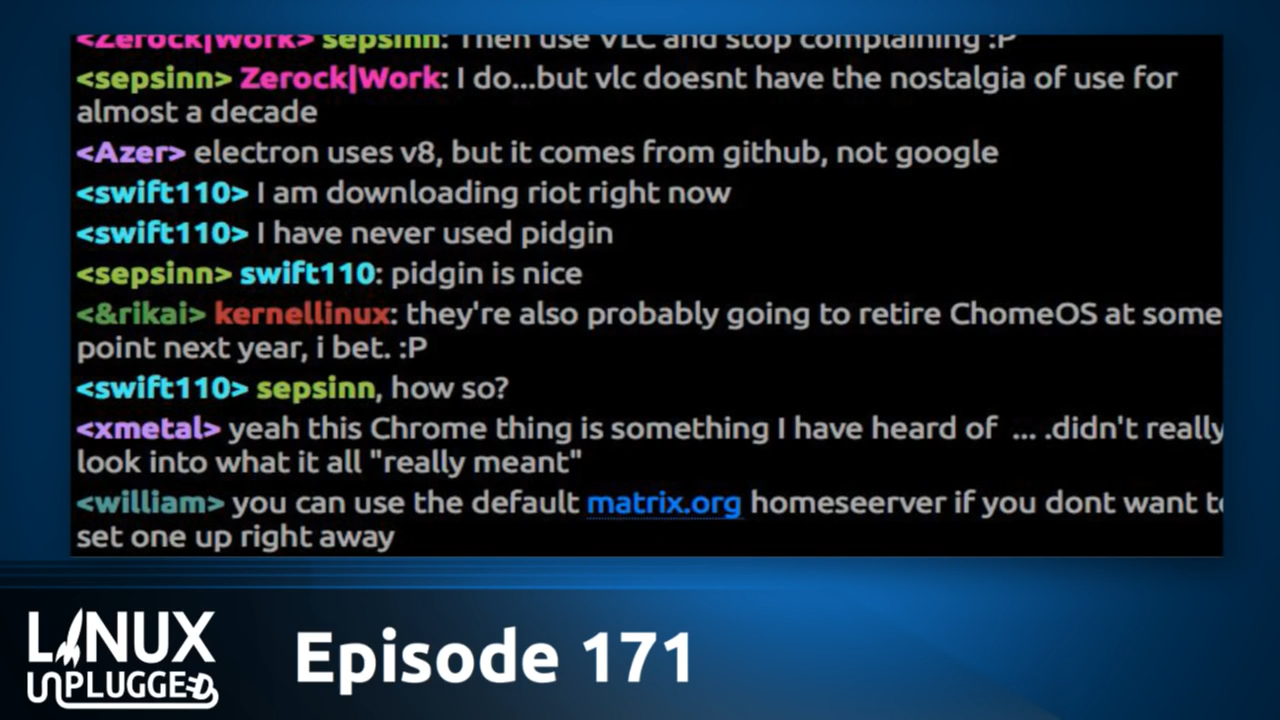 <Zerock|Work> sepsinn: Then use VLC and stop complaining :P
<sepsinn> Zerock|Work: I do...but vlc doesnt have the nostalgia of use for
almost a decade
<Azer> electron uses v8, but it comes from github, not google
<swift110> I am downloading riot right now
<swift110> I have never used pidgin
<sepsinn> swift110: pidgin is nice
<&rikai> kernellinux: they're also probably going to retire ChomeOS at some
point next year, i bet. :P
<swift110> sepsinn, how so?
<xmetal> yeah this Chrome thing is something I have heard of ... .didn't really
look into what it all "really meant"
<william> you can use the default matrix.org homeseerver if you dont want to
set one up right away
LINUX
UNPLUGGED
Episode 171